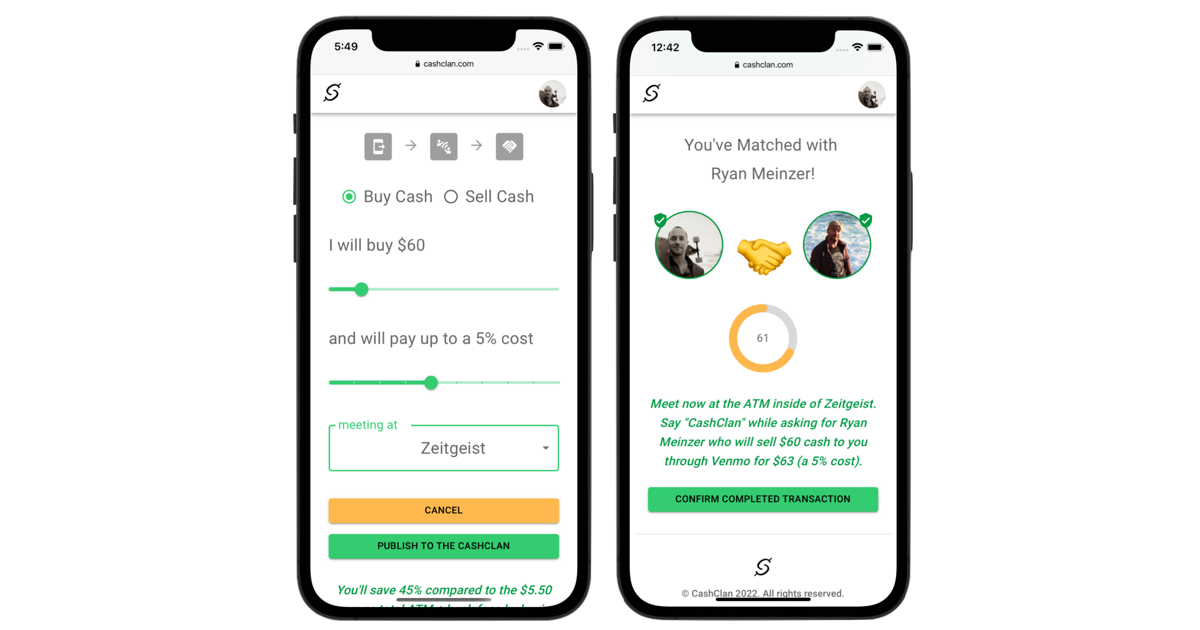 5:49
cashclan.com
Buy Cash
Sell Cash
I will buy $60
and will pay up to a 5% cost
meeting at
Zeitgeist
CANCEL
PUBLISH TO THE CASHCLAN
You'll save 45% compared to the $5.50
12:42
cashclan.com
You've Matched with
Ryan Meinzer!
61
Meet now at the ATM inside of Zeitgeist.
Say "CashClan" while asking for Ryan
Meinzer who will sell $60 cash to you
through Venmo for $63 (a 5% cost).
CONFIRM COMPLETED TRANSACTION
© CashClan 2022. All rights reserved.